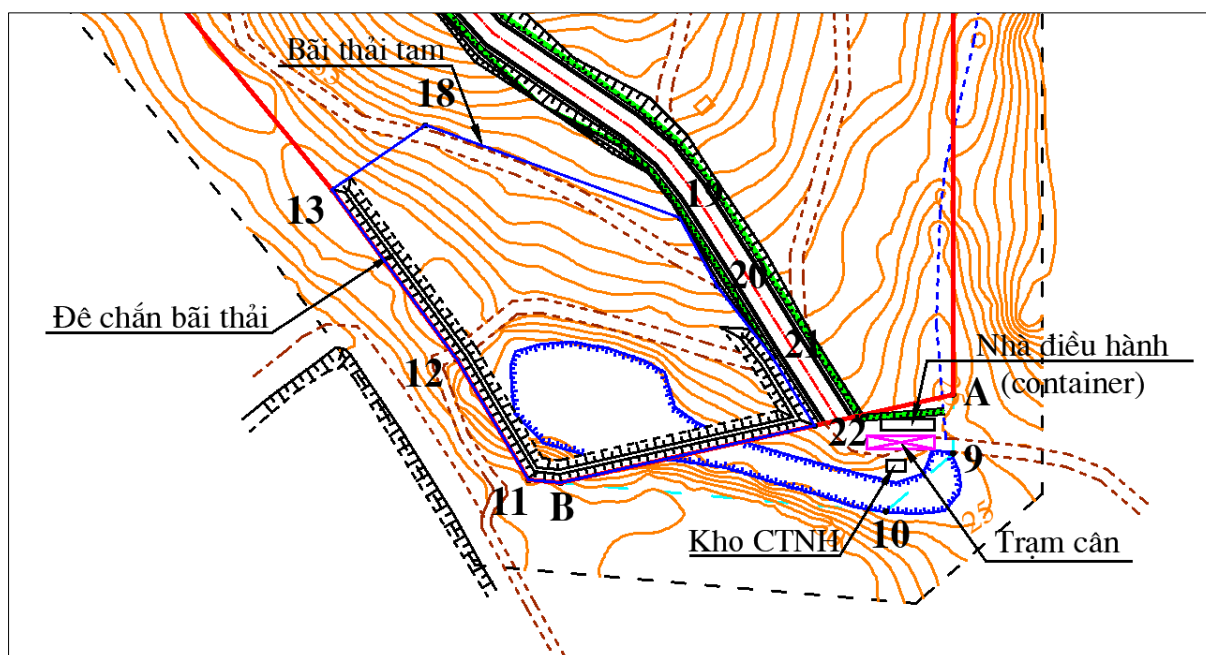 Bãi thải tam
18
13
19
20
Đê chắn bãi thải
21
Nhà điều hành
(container)
12
A
22
9
11
B
10
25
Kho CTNH
Trạm cân